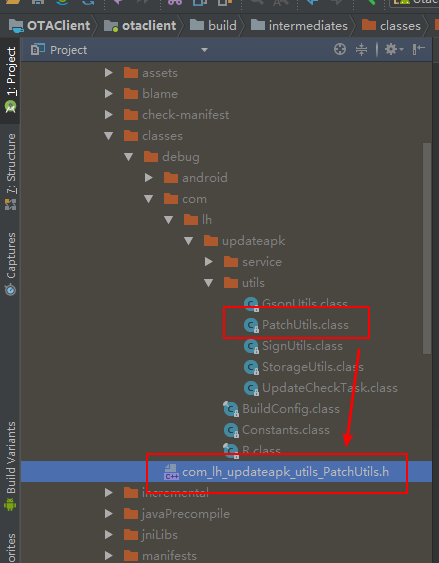 OTAClient
otaclient
build
intermediates
classes
Project
1: Project
assets
blame
check-manifest
classes
debug
android
com
lh
updateapk
service
utils
GsonUtils.class
PatchUtils.class
SignUtils.class
StorageUtils.class
UpdateCheckTask.class
BuildConfig.class
Constants.class
R.class
com_lh_updateapk_utils_PatchUtils.h
incremental
javaPrecompile
jniLibs
manifests
7: Structure
Captures
Build Variants